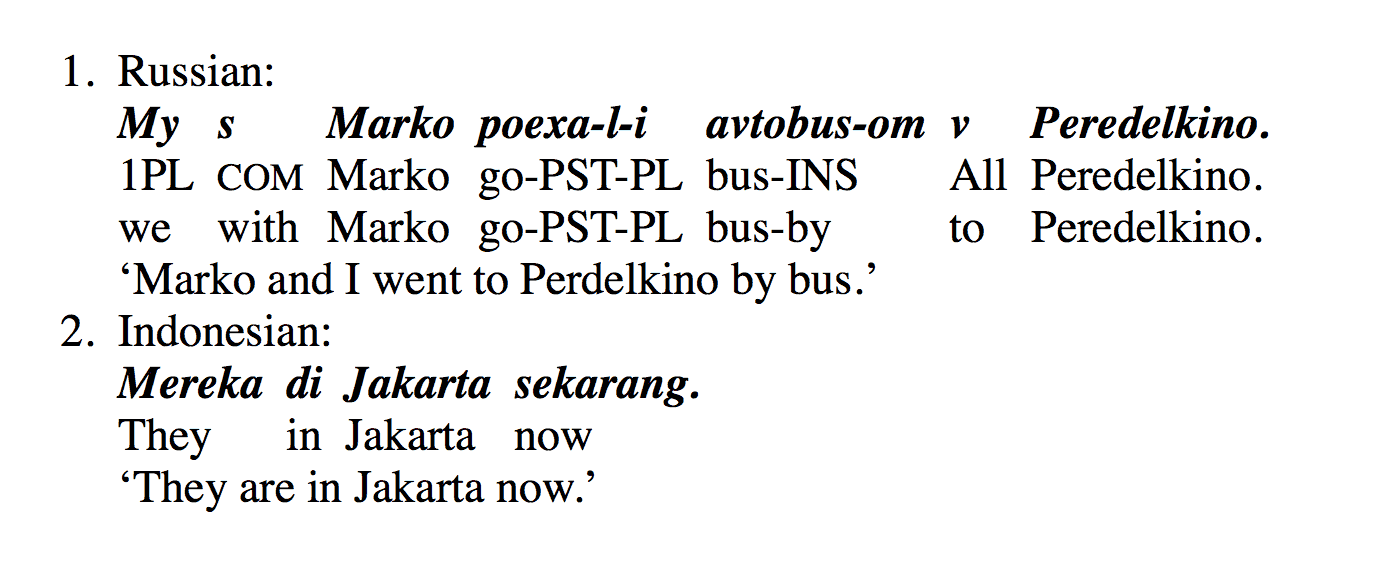 1. Russian:
My s Marko poexa-l-i avtobus-om v Peredelkino.
1PL COM Marko go-PST-PL bus-INS All Peredelkino.
we with Marko go-PST-PL bus-by to Peredelkino.
‘Marko and I went to Perdelkino by bus.’
2. Indonesian:
Mereka di Jakarta sekarang.
They in Jakarta now
‘They are in Jakarta now.’